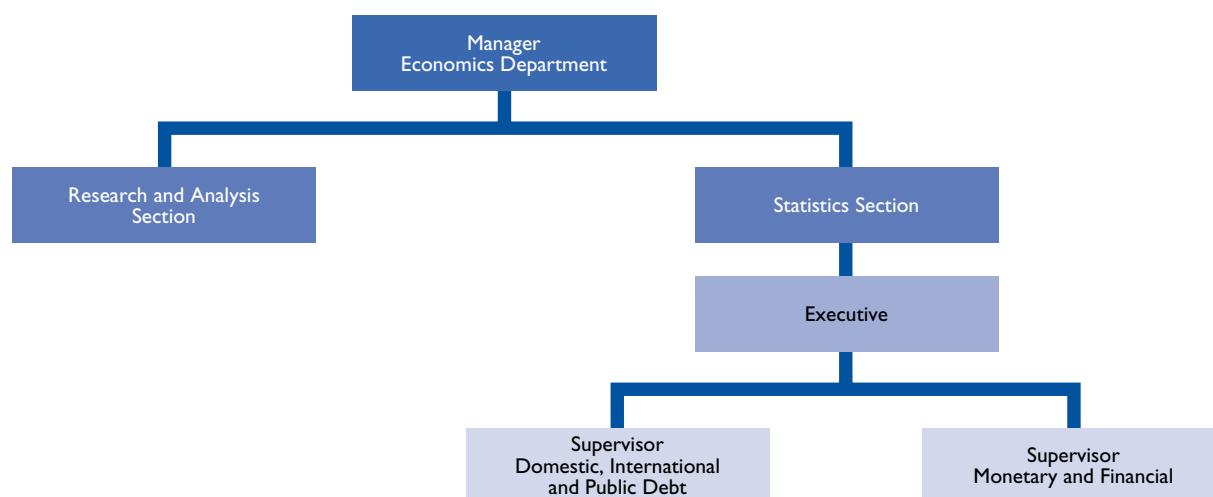 Manager
Economics Department
Research and Analysis
Section
Statistics Section
Executive
Supervisor
Domestic, International
and Public Debt
Supervisor
Monetary and Financial